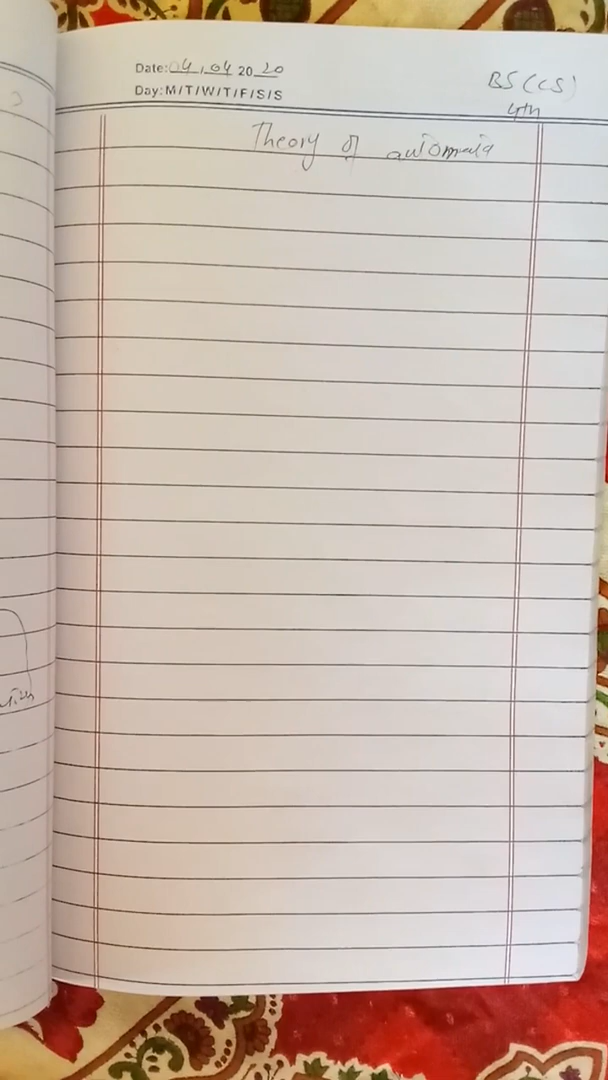 Date: 04, 04 20 20
BS (CS)
Day: M/T/W/T/F/S/S
4th
Theory of automata